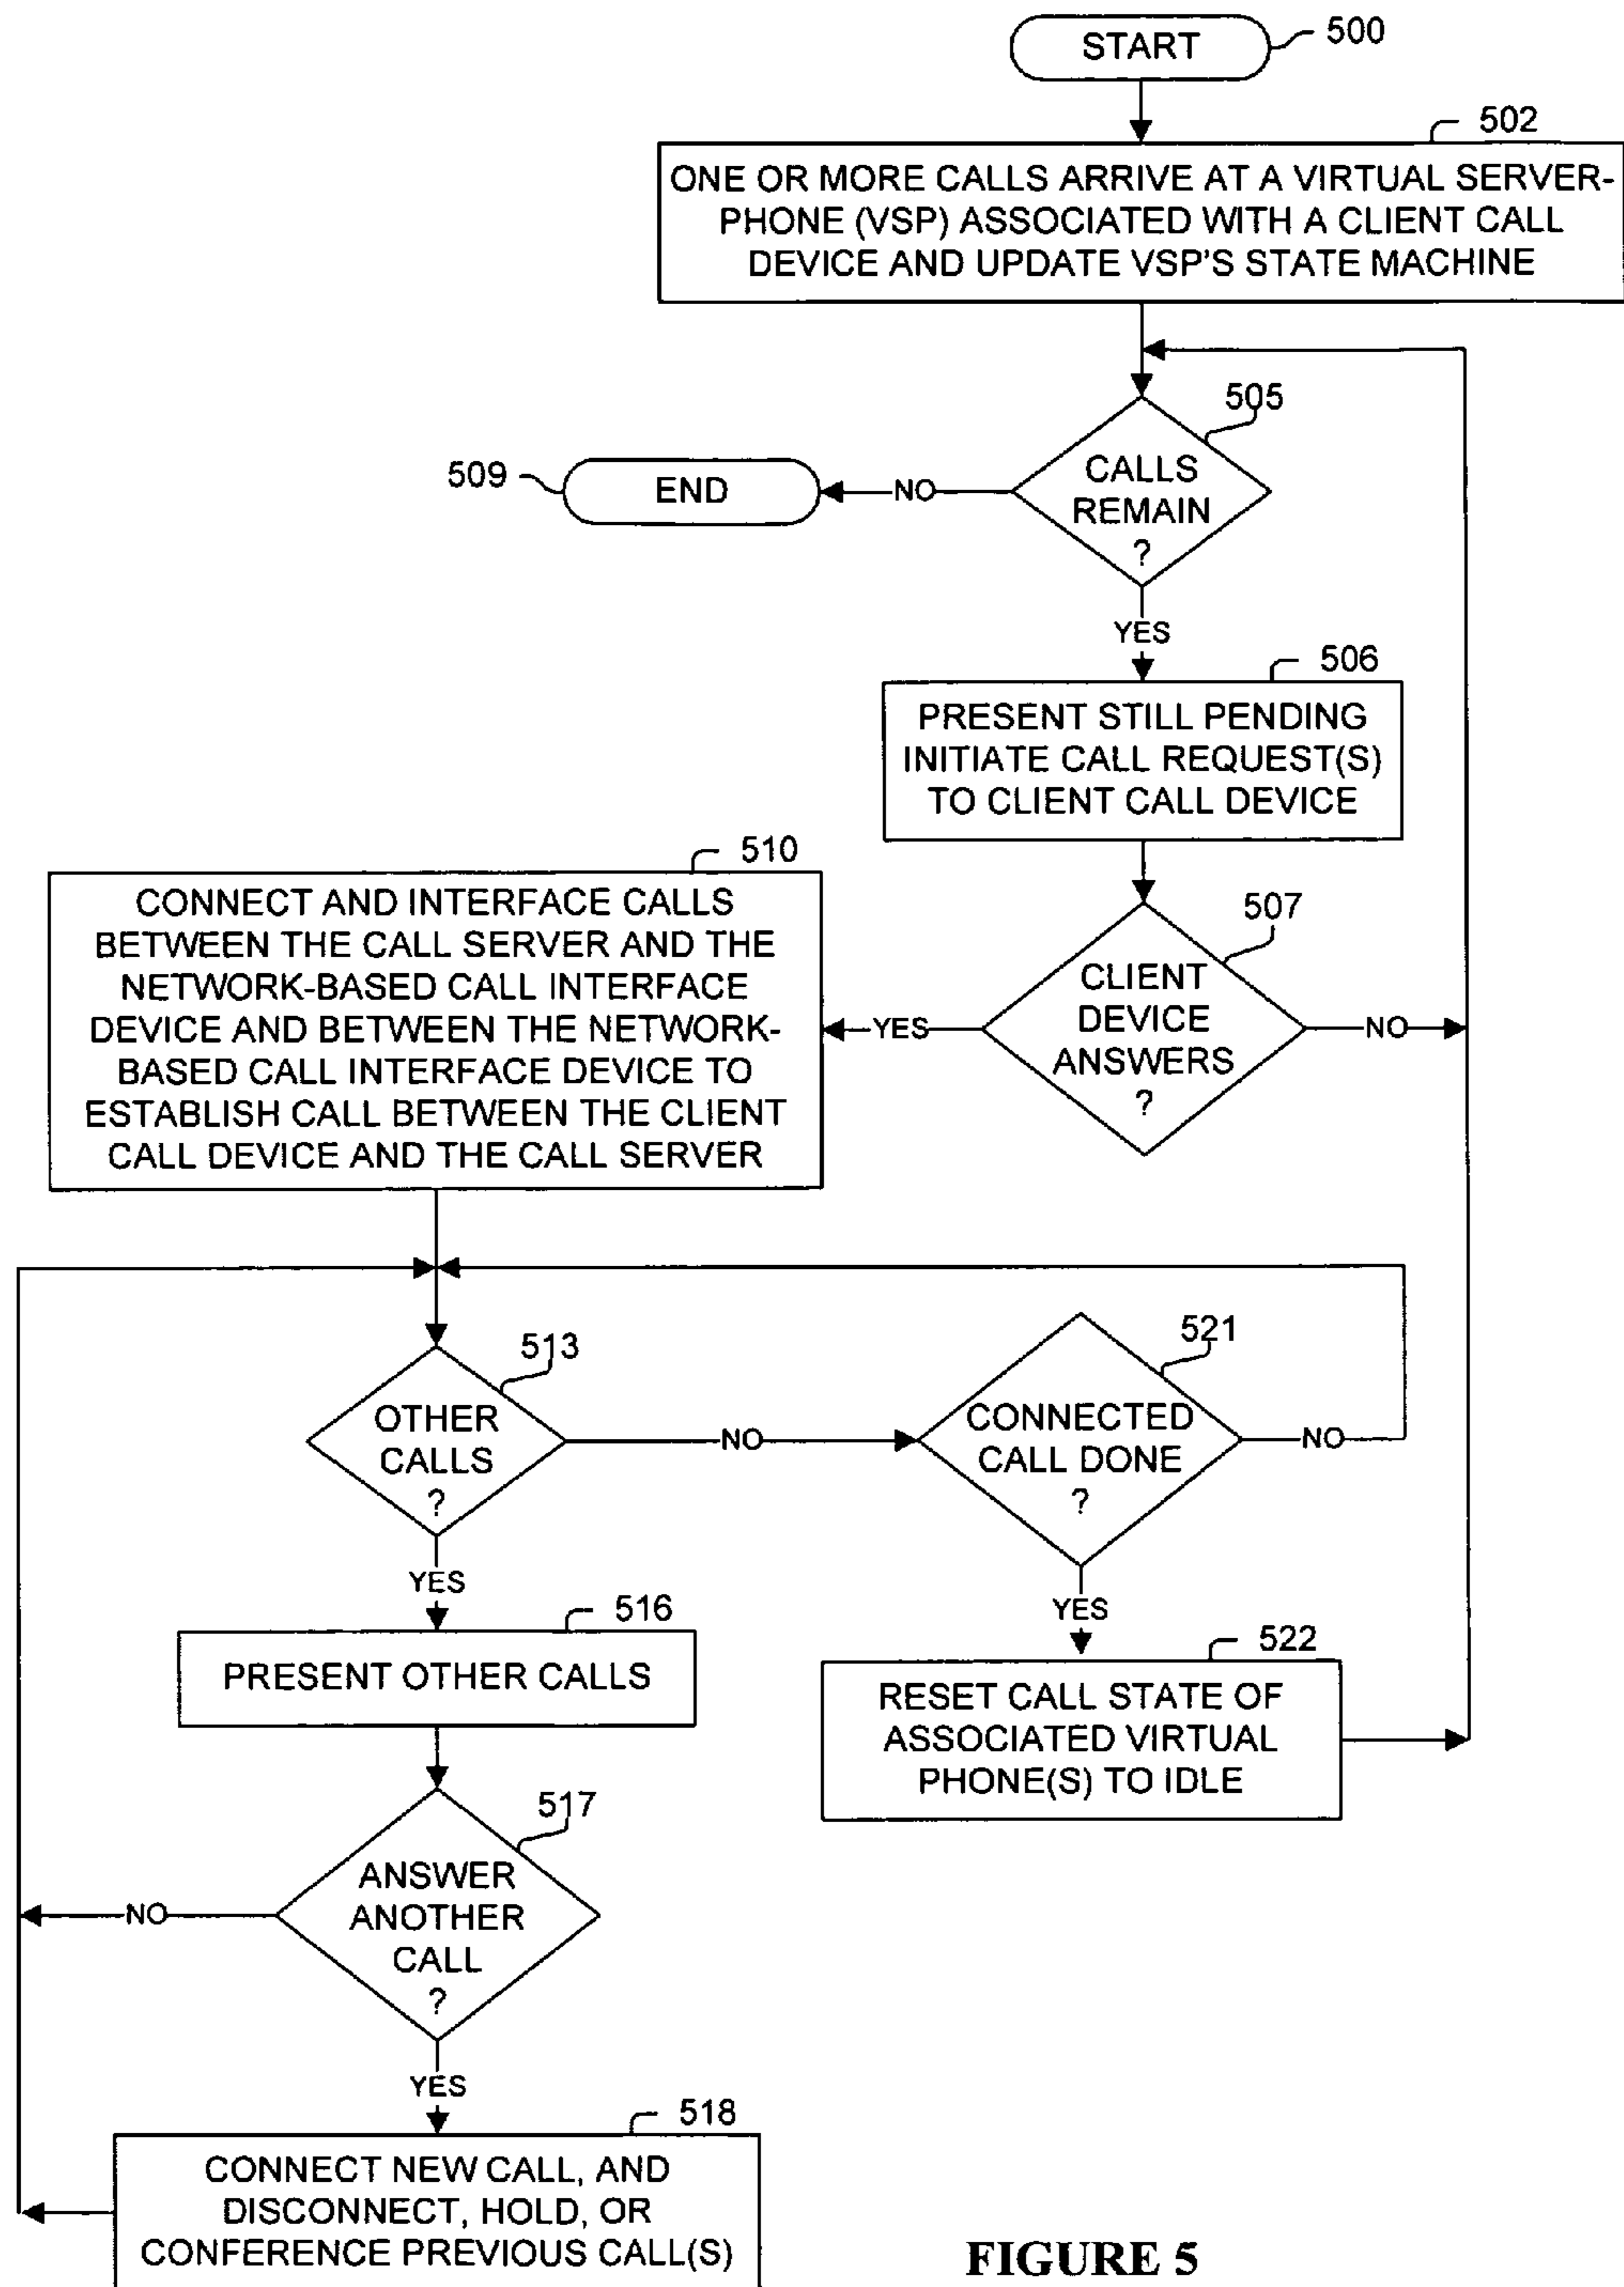 START
500
502
ONE OR MORE CALLS ARRIVE AT A VIRTUAL SERVER-
PHONE (VSP) ASSOCIATED WITH A CLIENT CALL
DEVICE AND UPDATE VSP'S STATE MACHINE
505
CALLS
REMAIN
?
NO
509
END
YES
506
PRESENT STILL PENDING
INITIATE CALL REQUEST(S)
TO CLIENT CALL DEVICE
507
CLIENT
DEVICE
ANSWERS
?
NO
YES
510
CONNECT AND INTERFACE CALLS
BETWEEN THE CALL SERVER AND THE
NETWORK-BASED CALL INTERFACE
DEVICE AND BETWEEN THE NETWORK-
BASED CALL INTERFACE DEVICE TO
ESTABLISH CALL BETWEEN THE CLIENT
CALL DEVICE AND THE CALL SERVER
513
OTHER
CALLS
?
NO
521
CONNECTED
CALL DONE
?
NO
YES
YES
516
PRESENT OTHER CALLS
522
RESET CALL STATE OF
ASSOCIATED VIRTUAL
PHONE(S) TO IDLE
517
ANSWER
ANOTHER
CALL
?
NO
YES
518
CONNECT NEW CALL, AND
DISCONNECT, HOLD, OR
CONFERENCE PREVIOUS CALL(S)
FIGURE 5